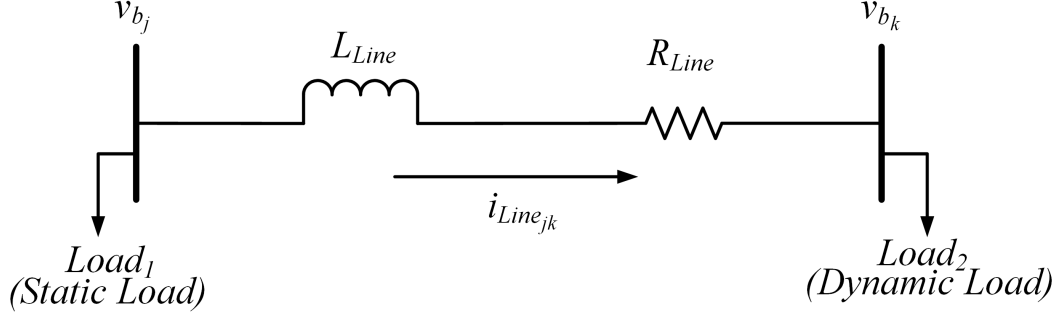 v_{b_j}
v_{b_k}
L_{Line}
R_{Line}
i_{Line_{jk}}
Load_1
(Static Load)
Load_2
(Dynamic Load)